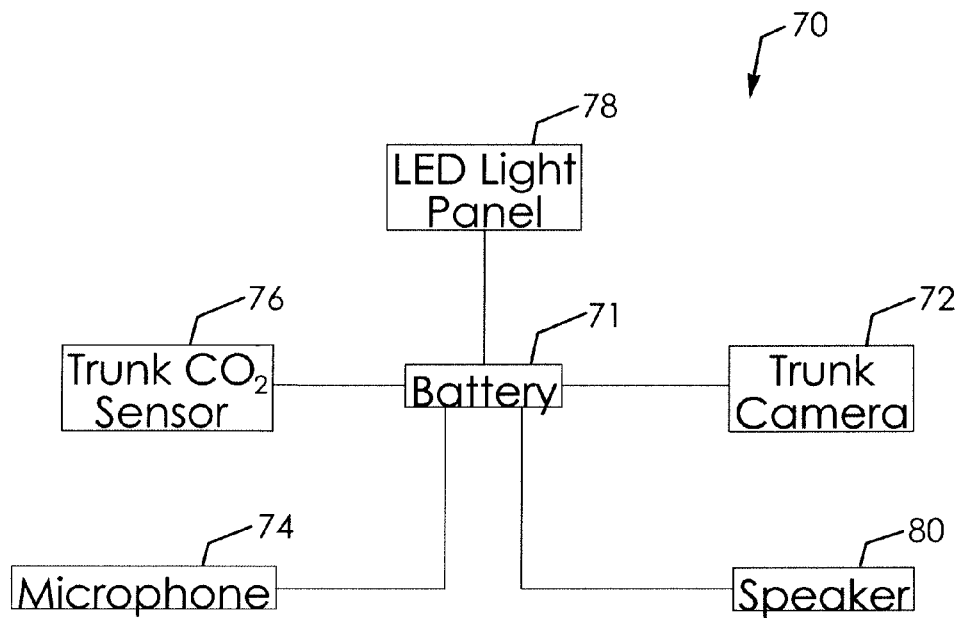 70
78
LED Light
Panel
76
71
72
Trunk CO₂
Sensor
Battery
Trunk
Camera
74
80
Microphone
Speaker